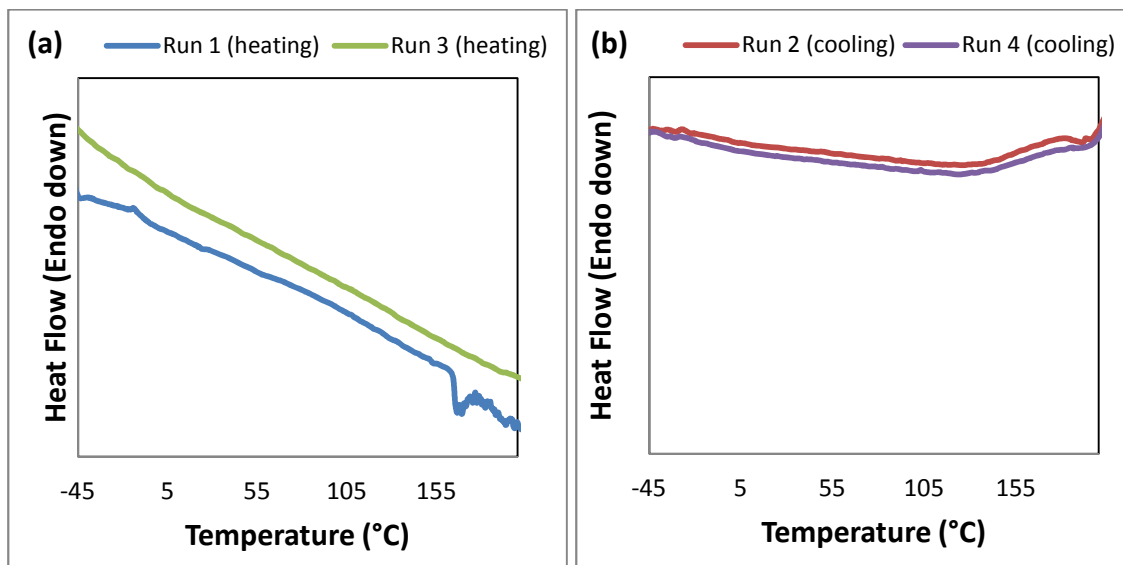 (a)
Run 1 (heating) Run 3 (heating)
Heat Flow (Endo down)
-45 5 55 105 155
Temperature (°C)
(b)
Run 2 (cooling) Run 4 (cooling)
Heat Flow (Endo down)
-45 5 55 105 155
Temperature (°C)